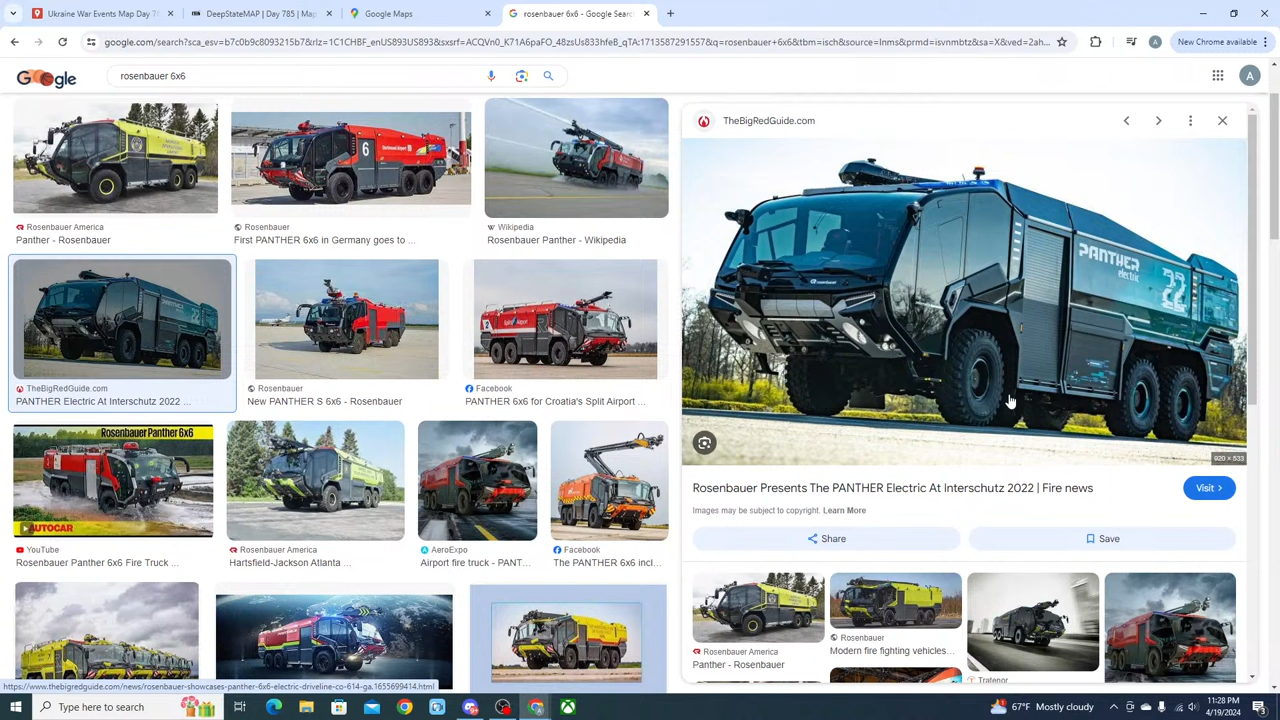 Ukraine War Events Map Day 78
DeepStateMAP | Day 785 | Map
Google Maps
rosenbauer 6x6 - Google Search
google.com/search?sca_esv=b7c0b9c8093215b7&rlz=1C1CHBF_enUS893US893&sxsrf=ACQVn0_K71A6paFO_48zsUs833hfeB_qTA:1713587291557&q=rosenbauer+6x6&tbm=isch&source=lnms&prmd=isvnmbtz&sa=X&ved=2ah...
A
New Chrome available
Google
rosenbauer 6x6
A
TheBigRedGuide.com
Rosenbauer America
Panther - Rosenbauer
Rosenbauer
First PANTHER 6x6 in Germany goes to ...
Wikipedia
Rosenbauer Panther - Wikipedia
PANTHER
electric
22
rosenbauer
920 × 533
TheBigRedGuide.com
PANTHER Electric At Interschutz 2022 ...
Rosenbauer
New PANTHER S 6x6 - Rosenbauer
Facebook
PANTHER 6x6 for Croatia's Split Airport ...
Rosenbauer Panther 6x6
AUTOCAR
YouTube
Rosenbauer Panther 6x6 Fire Truck ...
Rosenbauer America
Hartsfield-Jackson Atlanta ...
AeroExpo
Airport fire truck - PANT...
Facebook
The PANTHER 6x6 incl...
Rosenbauer Presents The PANTHER Electric At Interschutz 2022 | Fire news
Visit
Images may be subject to copyright. Learn More
Share
Save
Rosenbauer America
Panther - Rosenbauer
Rosenbauer
Modern fire fighting vehicles...
Tratenor
https://www.thebigredguide.com/news/rosenbauer-showcases-panther-6x6-electric-driveline-co-614-ga.1655699414.html
Type here to search
67°F Mostly cloudy
11:28 PM
4/19/2024